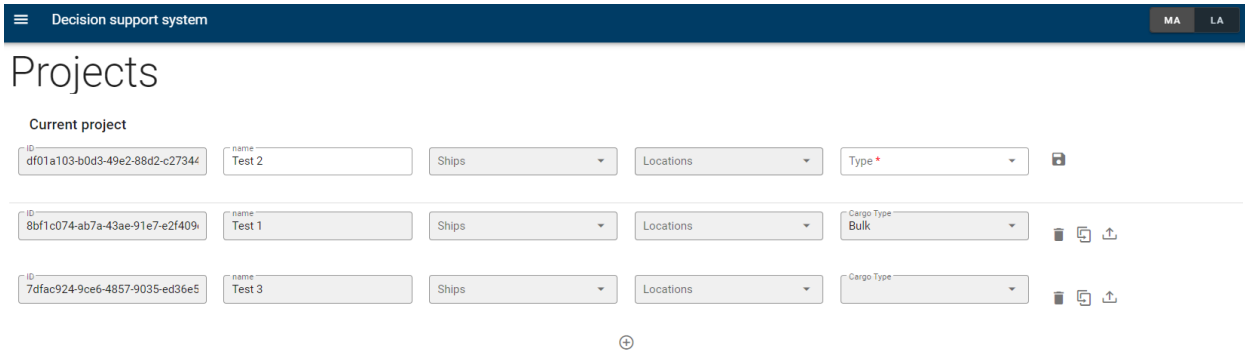 Decision support system
MA LA
Projects
Current project
ID name
df01a103-b0d3-49e2-88d2-c27344 Test 2 Ships Locations Type *
ID name Cargo Type
8bf1c074-ab7a-43ae-91e7-e2f409 Test 1 Ships Locations Bulk
ID name Cargo Type
7dfac924-9ce6-4857-9035-ed36e5 Test 3 Ships Locations